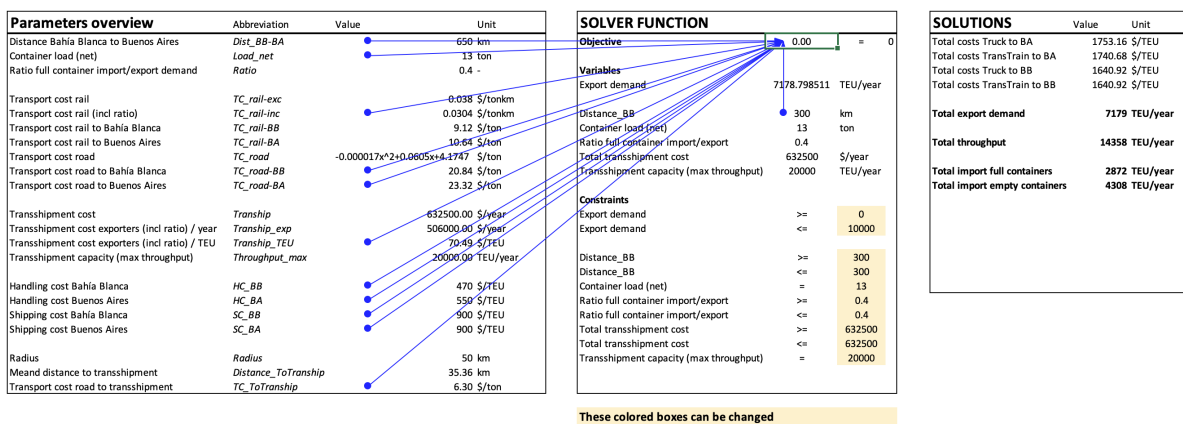 Parameters overview Abbreviation Value Unit
Distance Bahía Blanca to Buenos Aires Dist_BB-BA 650 km
Container load (net) Load_net 13 ton
Ratio full container import/export demand Ratio 0.4 -
Transport cost rail TC_rail-exc 0.038 $/tonkm
Transport cost rail (incl ratio) TC_rail-inc 0.0304 $/tonkm
Transport cost rail to Bahía Blanca TC_rail-BB 9.12 $/ton
Transport cost rail to Buenos Aires TC_rail-BA 10.64 $/ton
Transport cost road TC_road -0.000017x^2+0.0605x+4.1747 $/ton
Transport cost road to Bahía Blanca TC_road-BB 20.84 $/ton
Transport cost road to Buenos Aires TC_road-BA 23.32 $/ton
Transshipment cost Tranship 632500.00 $/year
Transshipment cost exporters (incl ratio) / year Tranship_exp 506000.00 $/year
Transshipment cost exporters (incl ratio) / TEU Tranship_TEU 70.49 $/TEU
Transshipment capacity (max throughput) Throughput_max 20000.00 TEU/year
Handling cost Bahía Blanca HC_BB 470 $/TEU
Handling cost Buenos Aires HC_BA 550 $/TEU
Shipping cost Bahía Blanca SC_BB 900 $/TEU
Shipping cost Buenos Aires SC_BA 900 $/TEU
Radius Radius 50 km
Meand distance to transshipment Distance_ToTranship 35.36 km
Transport cost road to transshipment TC_ToTranship 6.30 $/ton
SOLVER FUNCTION
Objective 0.00 = 0
Variables
Export demand 7178.798511 TEU/year
Distance_BB 300 km
Container load (net) 13 ton
Ratio full container import/export 0.4
Total transshipment cost 632500 $/year
Transshipment capacity (max throughput) 20000 TEU/year
Constraints
Export demand >= 0
Export demand <= 10000
Distance_BB >= 300
Distance_BB <= 300
Container load (net) = 13
Ratio full container import/export >= 0.4
Ratio full container import/export <= 0.4
Total transshipment cost >= 632500
Total transshipment cost <= 632500
Transshipment capacity (max throughput) = 20000
These colored boxes can be changed
SOLUTIONS Value Unit
Total costs Truck to BA 1753.16 $/TEU
Total costs TransTrain to BA 1740.68 $/TEU
Total costs Truck to BB 1640.92 $/TEU
Total costs TransTrain to BB 1640.92 $/TEU
Total export demand 7179 TEU/year
Total throughput 14358 TEU/year
Total import full containers 2872 TEU/year
Total import empty containers 4308 TEU/year